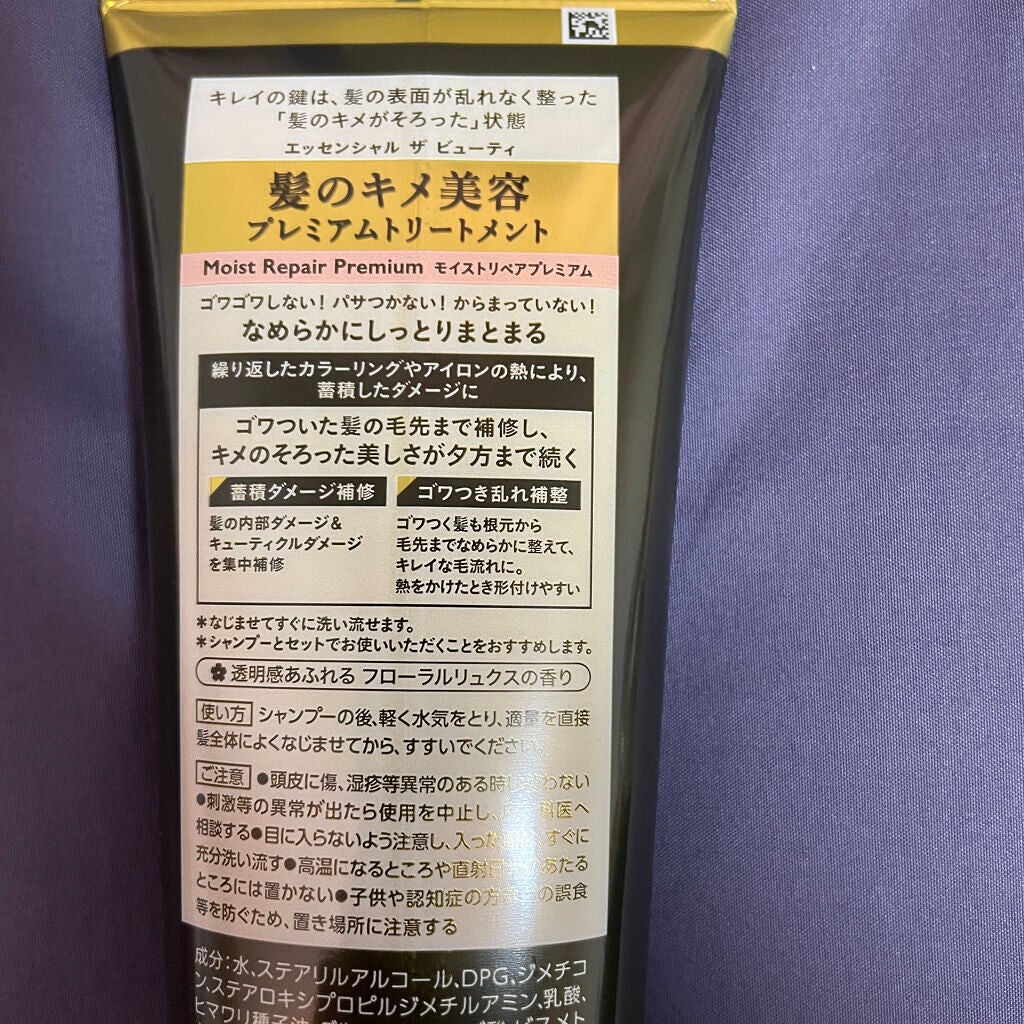 キレイの鍵は、髪の表面が乱れなく整った
「髪のキメがそろった」状態
エッセンシャル ザ ビューティ
髪のキメ美容
プレミアムトリートメント
Moist Repair Premium モイストリペアプレミアム
ゴワゴワしない! パサつかない! からまっていない!
なめらかにしっとりまとまる
繰り返したカラーリングやアイロンの熱により、
蓄積したダメージに
ゴワついた髪の毛先まで補修し、
キメのそろった美しさが夕方まで続く
蓄積ダメージ補修
髪の内部ダメージ&
キューティクルダメージ
を集中補修
ゴワつき乱れ補整
ゴワつく髪も根元から
毛先までなめらかに整えて、
キレイな毛流れに。
熱をかけたとき形付けやすい
*なじませてすぐに洗い流せます。
*シャンプーとセットでお使いいただくことをおすすめします。
透明感あふれる フローラルリュクスの香り
使い方 シャンプーの後、軽く水気をとり、適量を直接
髪全体によくなじませてから、すすいでください。
ご注意 ●頭皮に傷、湿疹等異常のある時 わない
●刺激等の異常が出たら使用を中止し、 科医へ
相談する●目に入らないよう注意し、入った すぐに
充分洗い流す●高温になるところや直射日 のあたる
ところには置かない●子供や認知症の方 の誤食
等を防ぐため、置き場所に注意する
成分:水、ステアリルアルコール、DPG、ジメチコ
ン、ステアロキシプロピルジメチルアミン、乳酸、
ヒマワリ種子油、